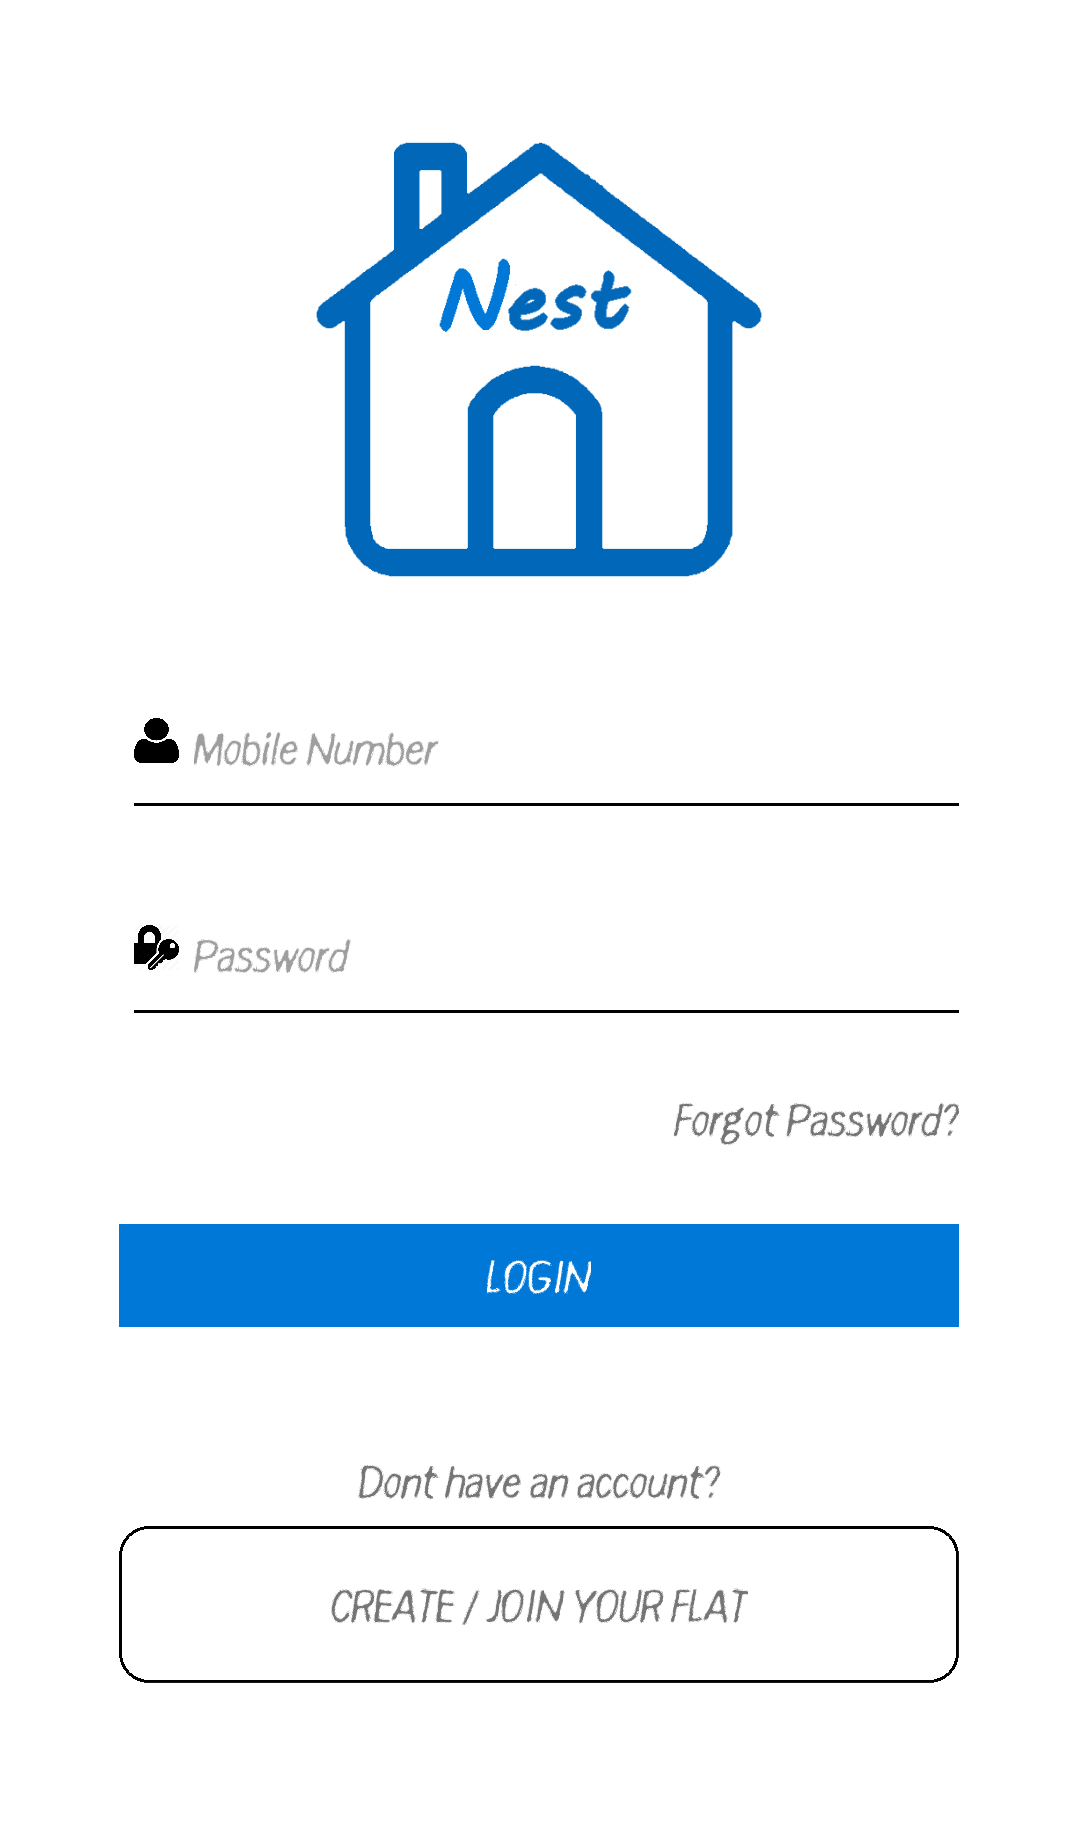 Nest
Mobile Number
Password
Forgot Password?
LOGIN
Dont have an account?
CREATE / JOIN YOUR FLAT